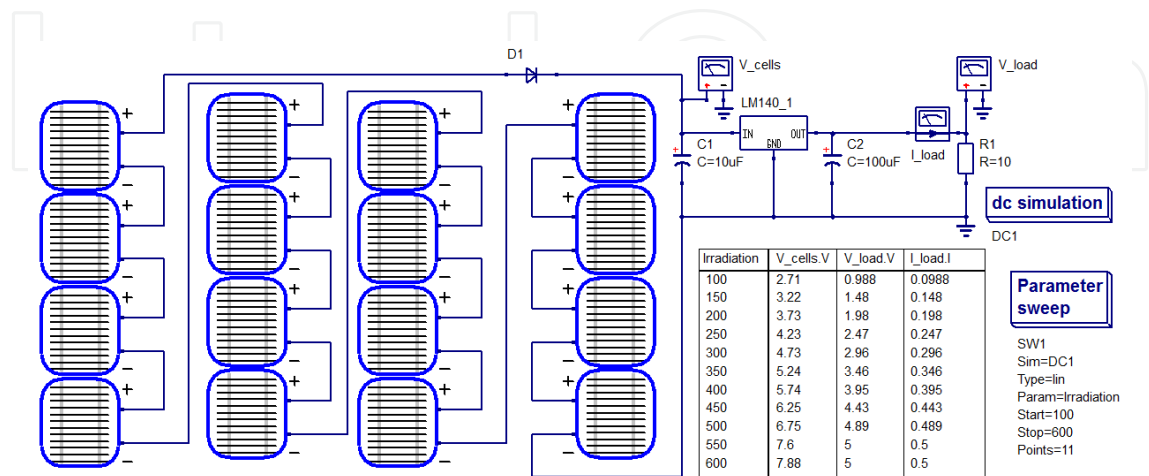 D1
V_cells
V_load
LM140_1
IN
OUT
GND
C1
C=10uF
C2
C=100uF
I_load
R1
R=10
dc simulation
DC1
Irradiation V_cells.V V_load.V I_load.I
100 2.71 0.988 0.0988
150 3.22 1.48 0.148
200 3.73 1.98 0.198
250 4.23 2.47 0.247
300 4.73 2.96 0.296
350 5.24 3.46 0.346
400 5.74 3.95 0.395
450 6.25 4.43 0.443
500 6.75 4.89 0.489
550 7.6 5 0.5
600 7.88 5 0.5
Parameter
sweep
SW1
Sim=DC1
Type=lin
Param=Irradiation
Start=100
Stop=600
Points=11